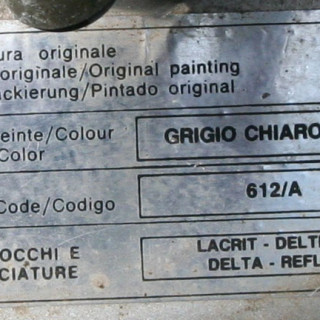 ura originale
originale/Original painting
ackierung/Pintado original
einte/Colour GRIGIO CHIARO
Color
Code/Codigo 612/A
OCCHI E LACRIT - DELT
CIATURE DELTA - REFL